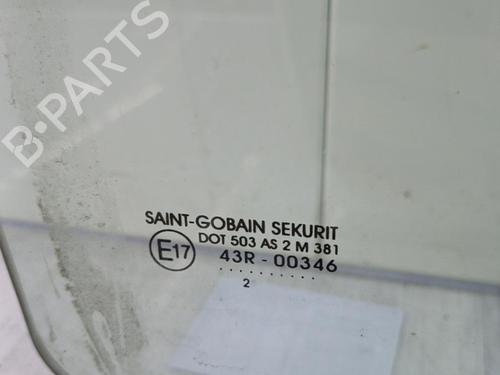 B-PARTS
SAINT-GOBAIN SEKURIT
DOT 503 AS 2 M 381
E17 43R - 00346
..........
2